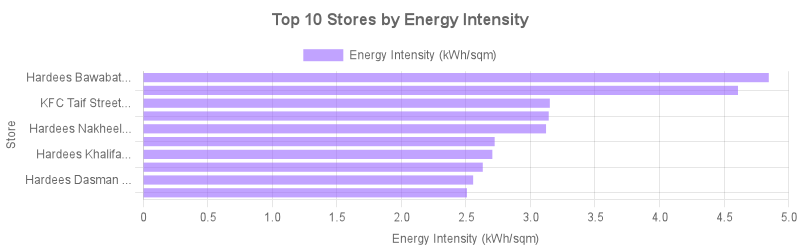 Top 10 Stores by Energy Intensity
Energy Intensity (kWh/sqm)
Store
Hardees Bawabat...
KFC Taif Street...
Hardees Nakheel...
Hardees Khalifa...
Hardees Dasman ...
0 0.5 1.0 1.5 2.0 2.5 3.0 3.5 4.0 4.5 5.0
Energy Intensity (kWh/sqm)